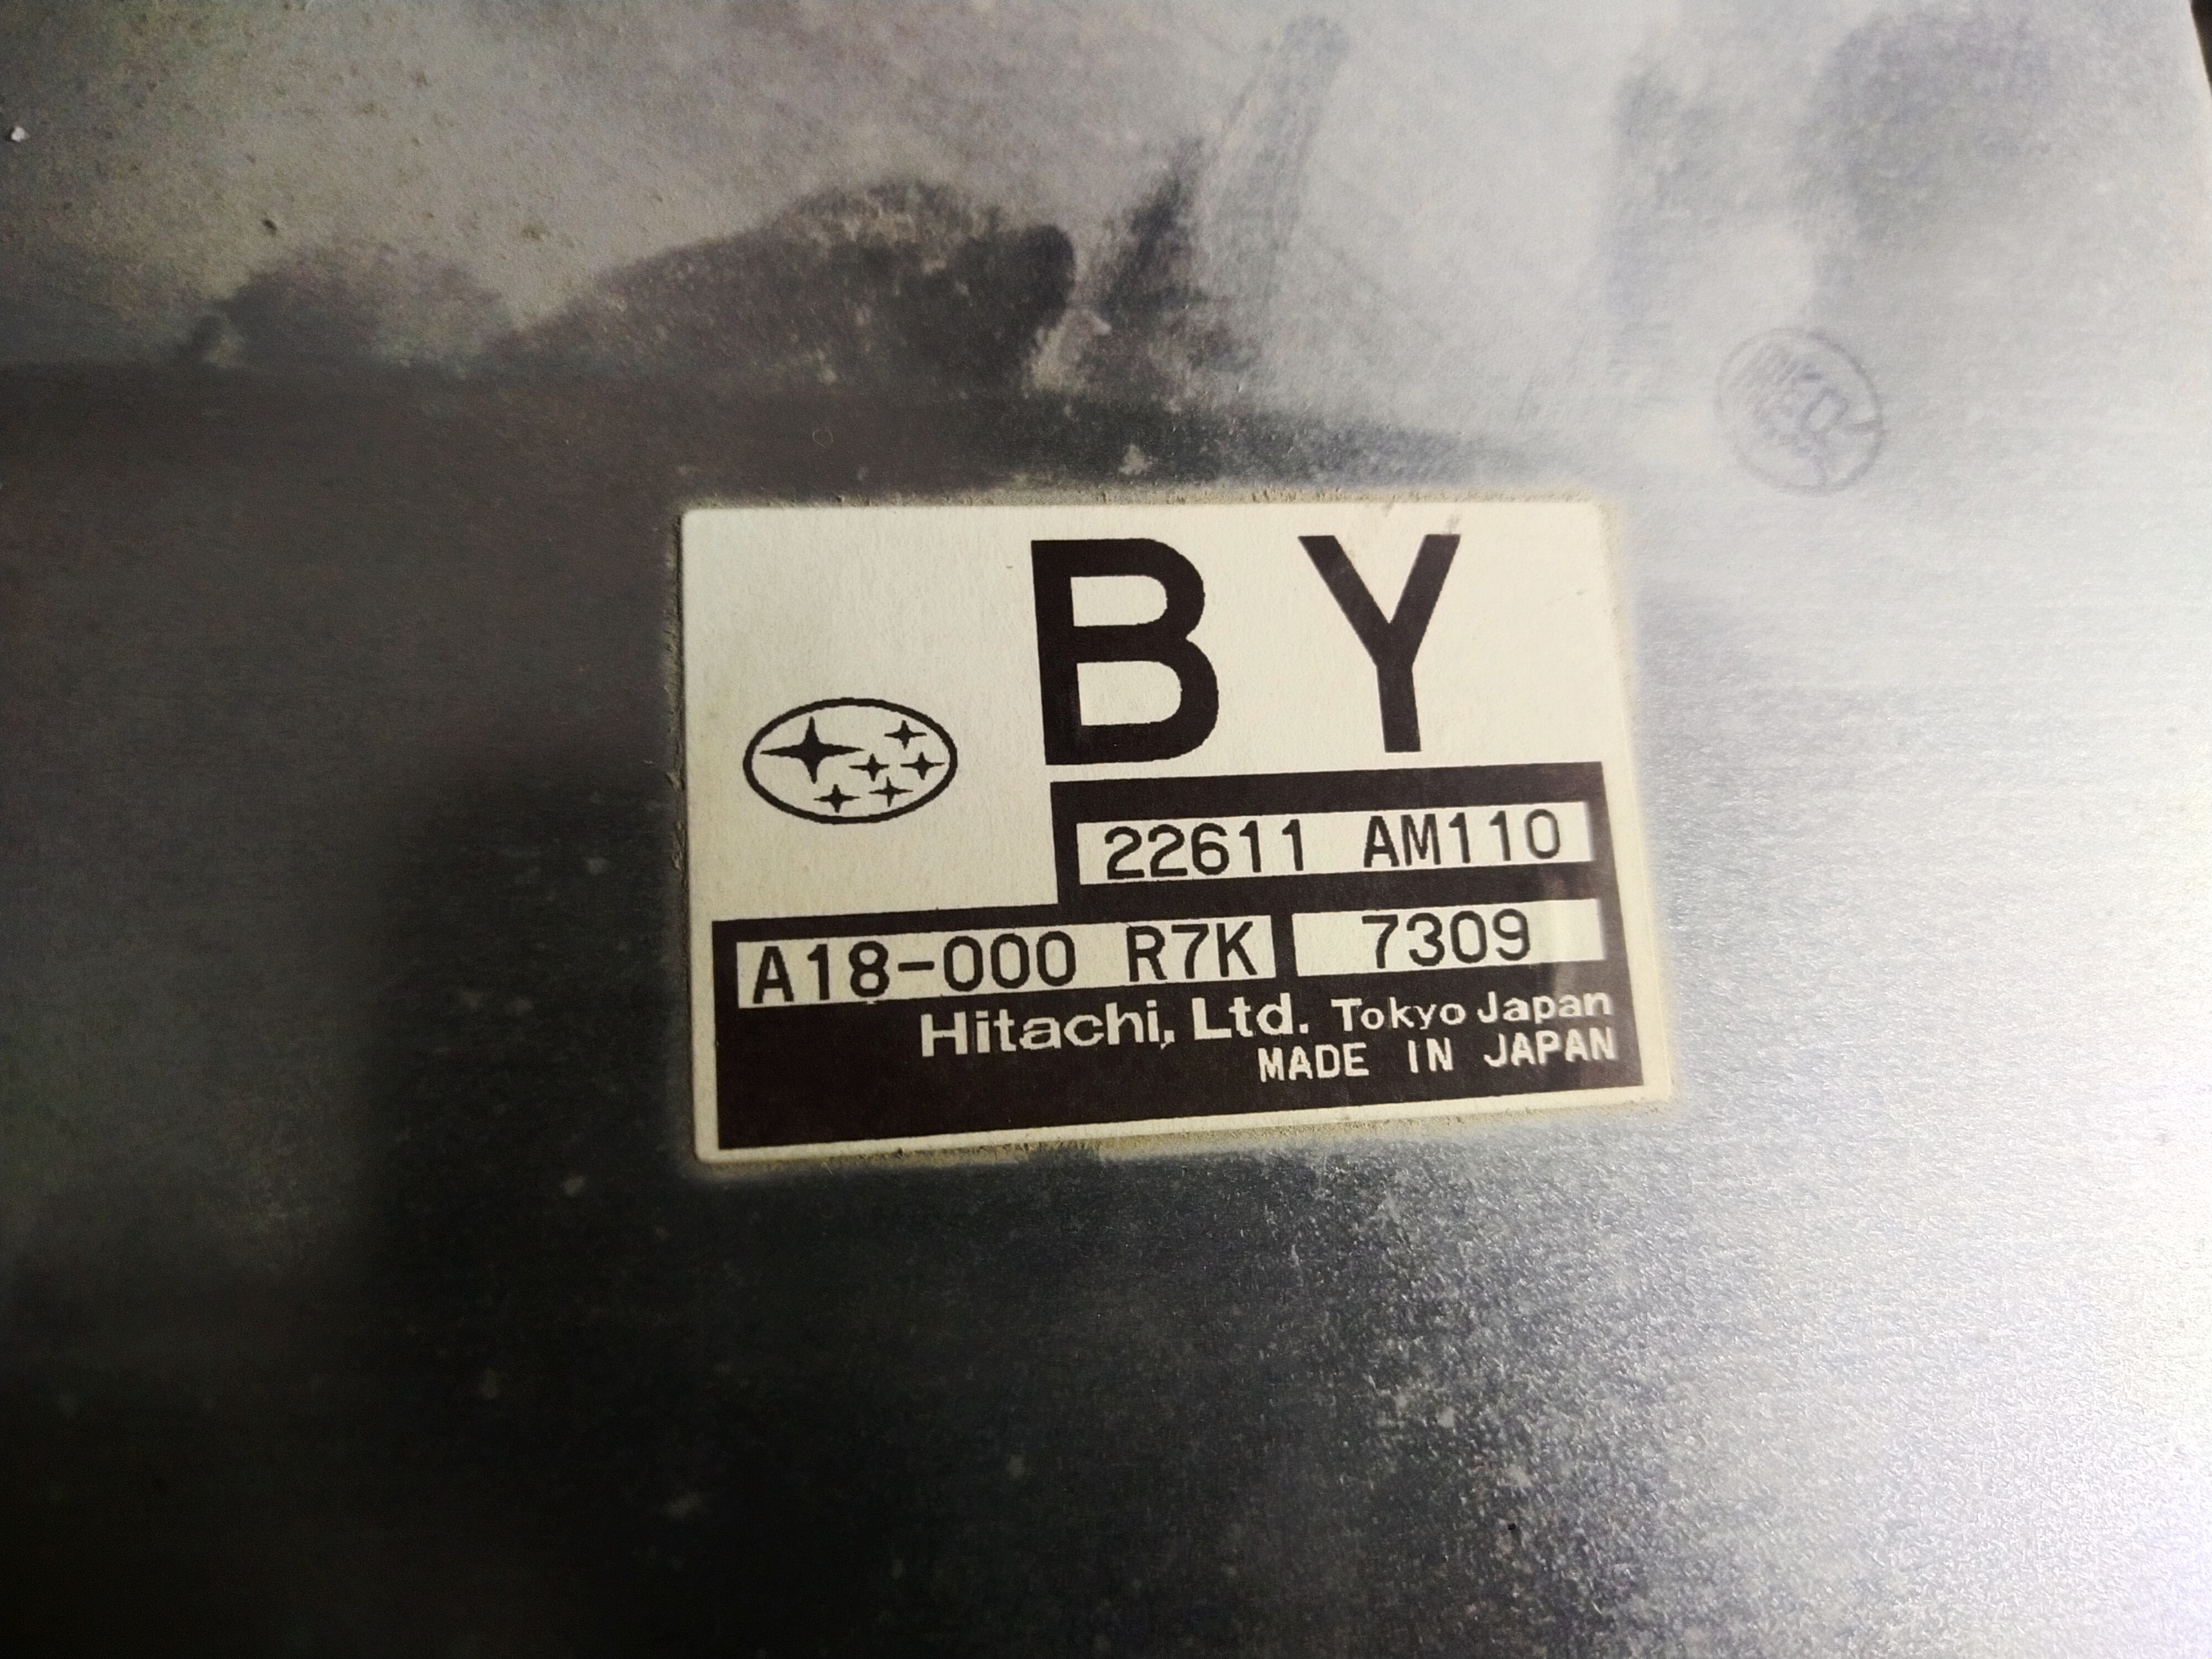 BY
22611 AM110
A18-000 R7K 7309
Hitachi, Ltd. Tokyo Japan
MADE IN JAPAN